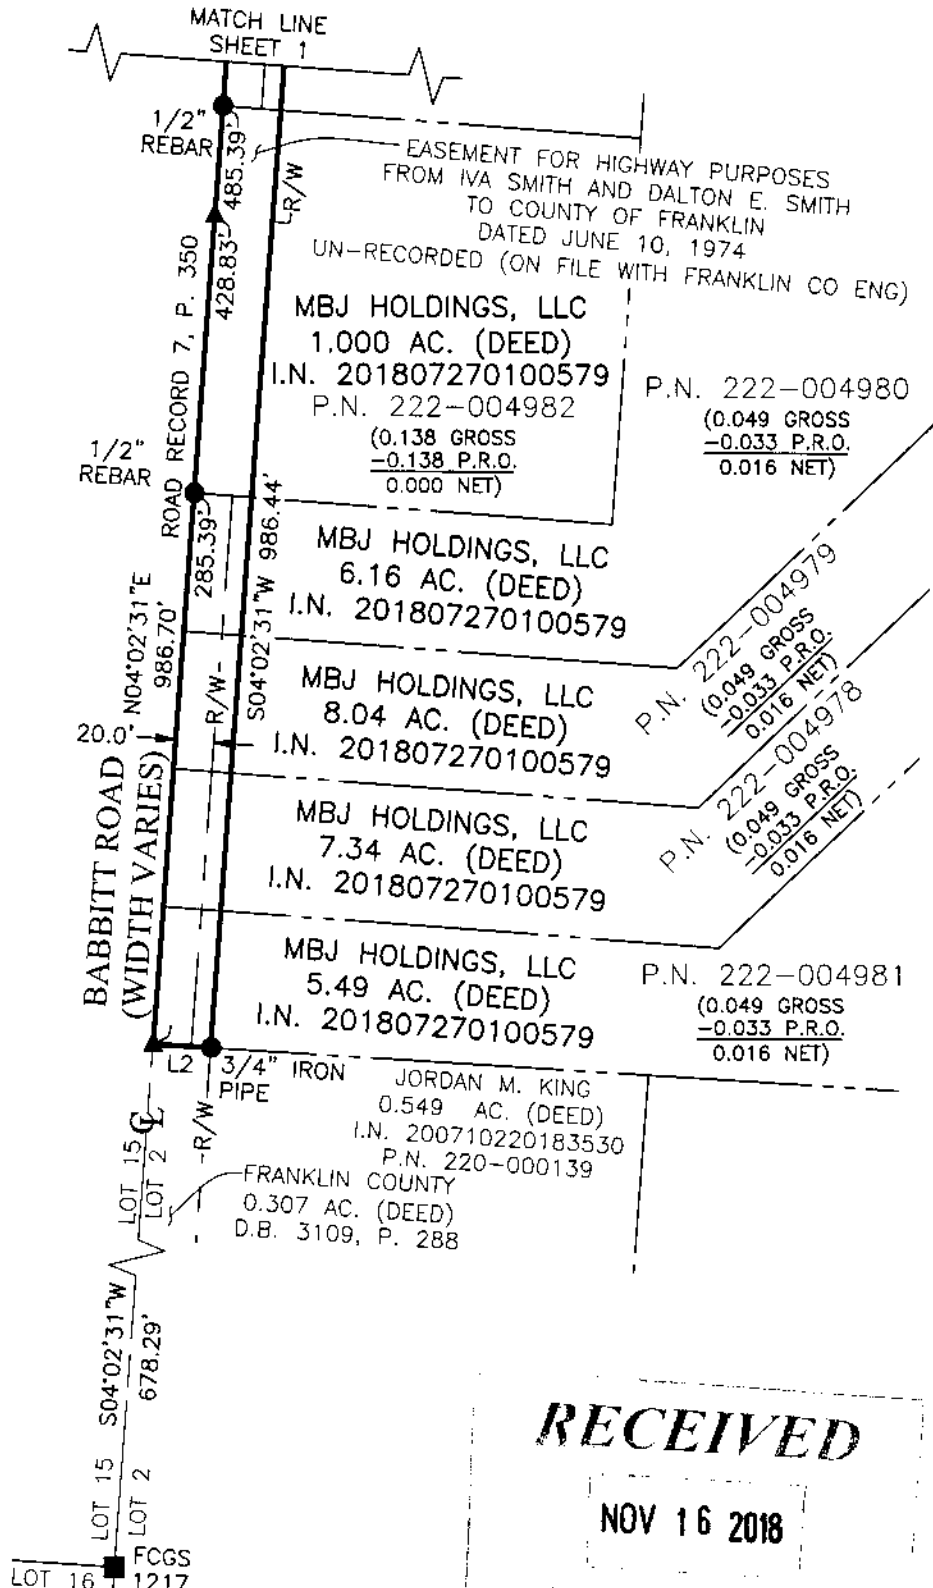 MATCH LINE
SHEET 1
1/2"
REBAR
485.39'
R/W
EASEMENT FOR HIGHWAY PURPOSES
FROM IVA SMITH AND DALTON E. SMITH
TO COUNTY OF FRANKLIN
DATED JUNE 10, 1974
UN-RECORDED (ON FILE WITH FRANKLIN CO ENG)
428.83'
ROAD RECORD 7, P. 350
MBJ HOLDINGS, LLC
1.000 AC. (DEED)
I.N. 201807270100579
P.N. 222-004982
(0.138 GROSS
-0.138 P.R.O.
0.000 NET)
P.N. 222-004980
(0.049 GROSS
-0.033 P.R.O.
0.016 NET)
1/2"
REBAR
285.39'
S04°02'31"W 986.44'
MBJ HOLDINGS, LLC
6.16 AC. (DEED)
I.N. 201807270100579
P.N. 222-004979
(0.049 GROSS
-0.033 P.R.O.
0.016 NET)
N04°02'31"E
986.70'
R/W
20.0'
MBJ HOLDINGS, LLC
8.04 AC. (DEED)
I.N. 201807270100579
P.N. 222-004978
(0.049 GROSS
-0.033 P.R.O.
0.016 NET)
BABBITT ROAD
(WIDTH VARIES)
MBJ HOLDINGS, LLC
7.34 AC. (DEED)
I.N. 201807270100579
MBJ HOLDINGS, LLC
5.49 AC. (DEED)
I.N. 201807270100579
P.N. 222-004981
(0.049 GROSS
-0.033 P.R.O.
0.016 NET)
L2
3/4" IRON
PIPE
JORDAN M. KING
0.549 AC. (DEED)
I.N. 200710220183530
P.N. 220-000139
R/W
LOT 15
LOT 2
FRANKLIN COUNTY
0.307 AC. (DEED)
D.B. 3109, P. 288
S04°02'31"W
678.29'
LOT 15
LOT 2
RECEIVED
NOV 16 2018
FCGS
1217
LOT 16